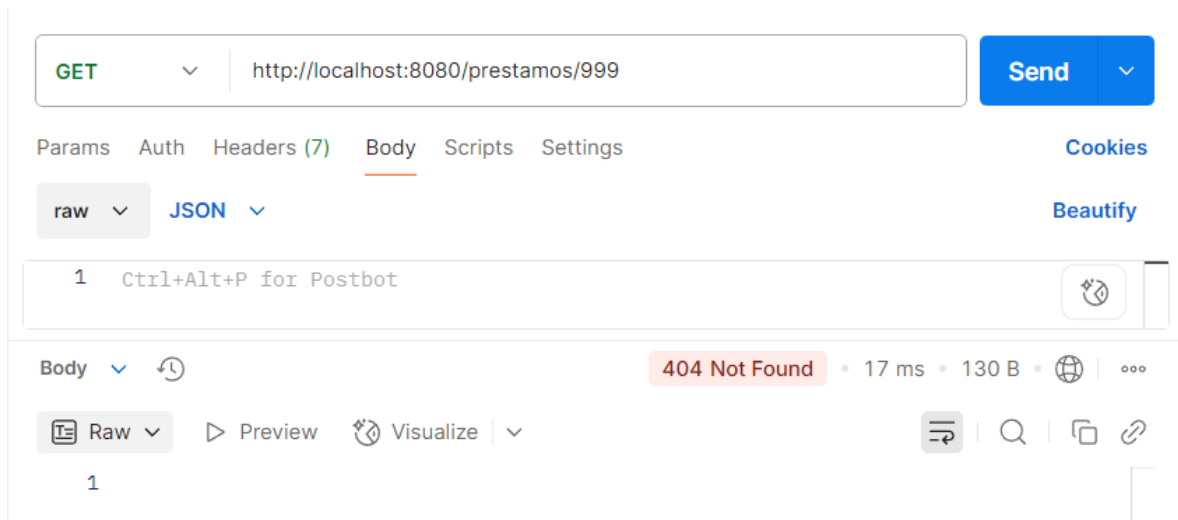 GET http://localhost:8080/prestamos/999 Send
Params Auth Headers (7) Body Scripts Settings Cookies
raw JSON Beautify
1 Ctrl+Alt+P for Postbot
Body 404 Not Found 17 ms 130 B
Raw Preview Visualize
1